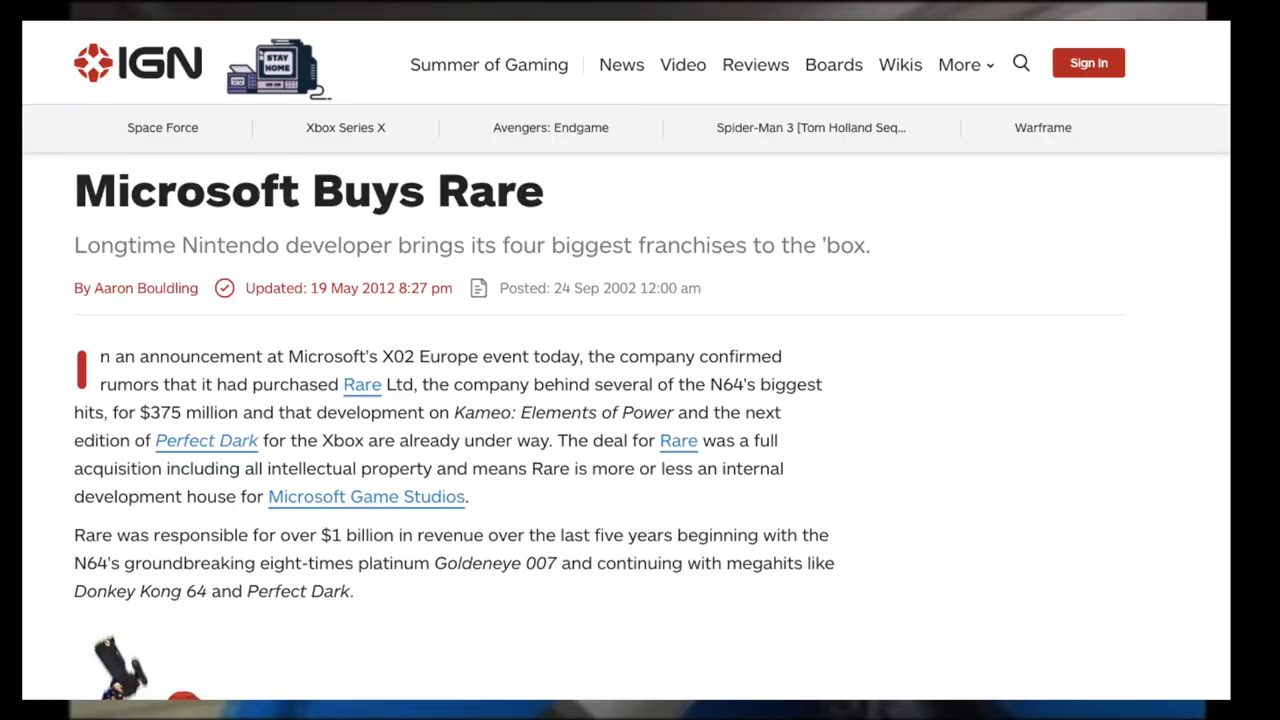 IGN
STAY
HOME
Summer of Gaming News Video Reviews Boards Wikis More Sign In
Space Force Xbox Series X Avengers: Endgame Spider-Man 3 [Tom Holland Seq... Warframe
Microsoft Buys Rare
Longtime Nintendo developer brings its four biggest franchises to the 'box.
By Aaron Bouldling Updated: 19 May 2012 8:27 pm Posted: 24 Sep 2002 12:00 am
In an announcement at Microsoft's X02 Europe event today, the company confirmed
rumors that it had purchased Rare Ltd, the company behind several of the N64's biggest
hits, for $375 million and that development on Kameo: Elements of Power and the next
edition of Perfect Dark for the Xbox are already under way. The deal for Rare was a full
acquisition including all intellectual property and means Rare is more or less an internal
development house for Microsoft Game Studios.
Rare was responsible for over $1 billion in revenue over the last five years beginning with the
N64's groundbreaking eight-times platinum Goldeneye 007 and continuing with megahits like
Donkey Kong 64 and Perfect Dark.